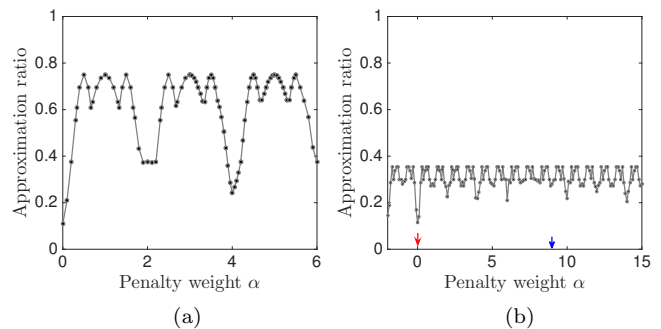 Approximation ratio
1
0.8
0.6
0.4
0.2
0
0 2 4 6
Penalty weight α
(a)
Approximation ratio
1
0.8
0.6
0.4
0.2
0
0 5 10 15
Penalty weight α
(b)